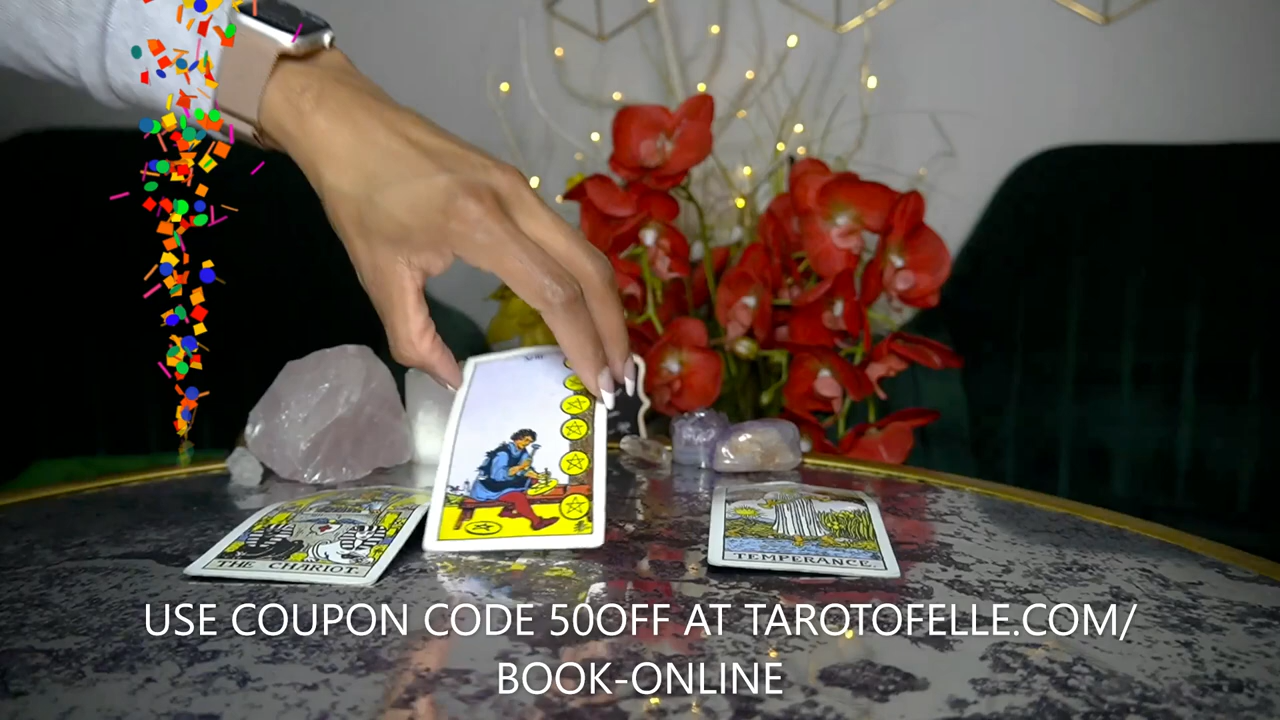 THE CHARIOT.
TEMPERANCE.
USE COUPON CODE 50OFF AT TAROTOFELLE.COM/
BOOK-ONLINE